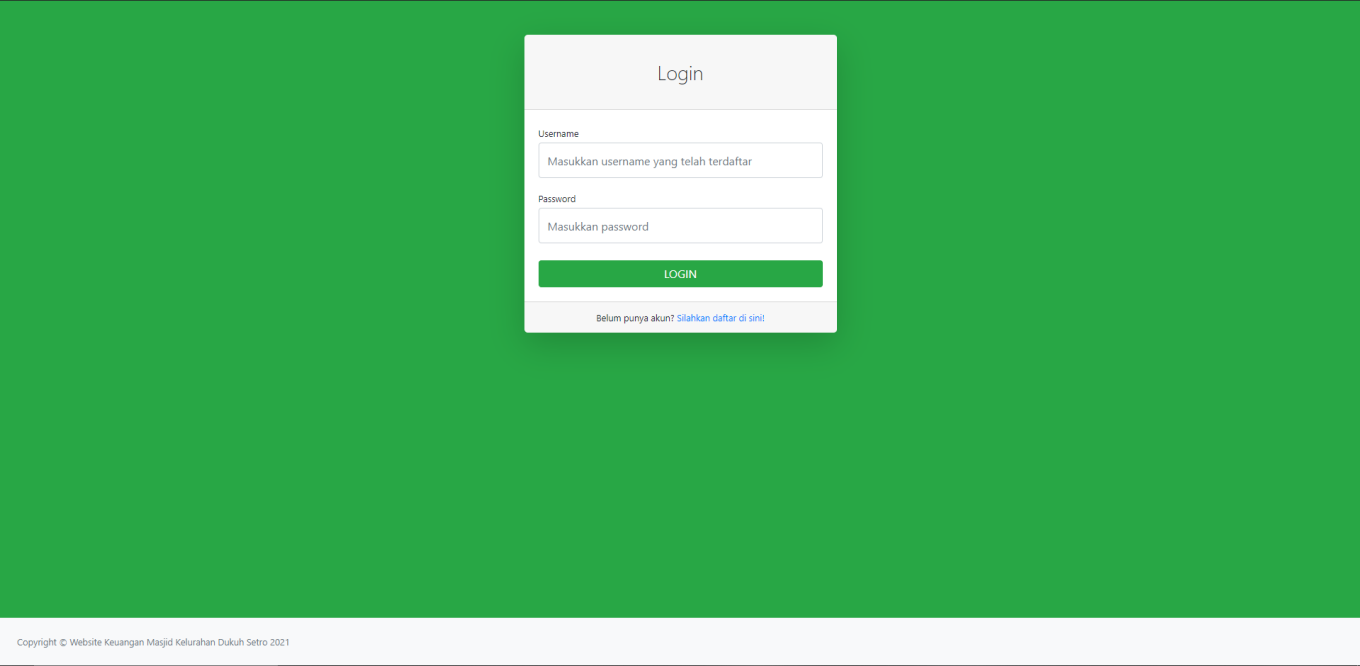 Login
Username
Masukkan username yang telah terdaftar
Password
Masukkan password
LOGIN
Belum punya akun? Silahkan daftar di sini!
Copyright © Website Keuangan Masjid Kelurahan Dukuh Setro 2021